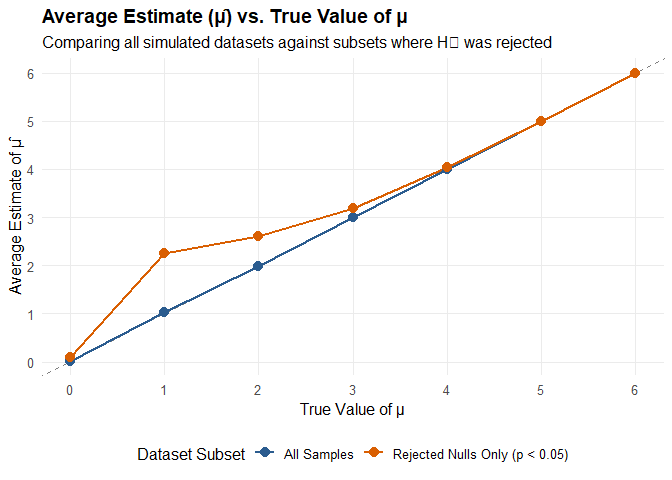 Average Estimate (μ̂) vs. True Value of μ
Comparing all simulated datasets against subsets where H▯ was rejected
Average Estimate of μ̂
6
5
4
3
2
1
0
0 1 2 3 4 5 6
True Value of μ
Dataset Subset All Samples Rejected Nulls Only (p < 0.05)